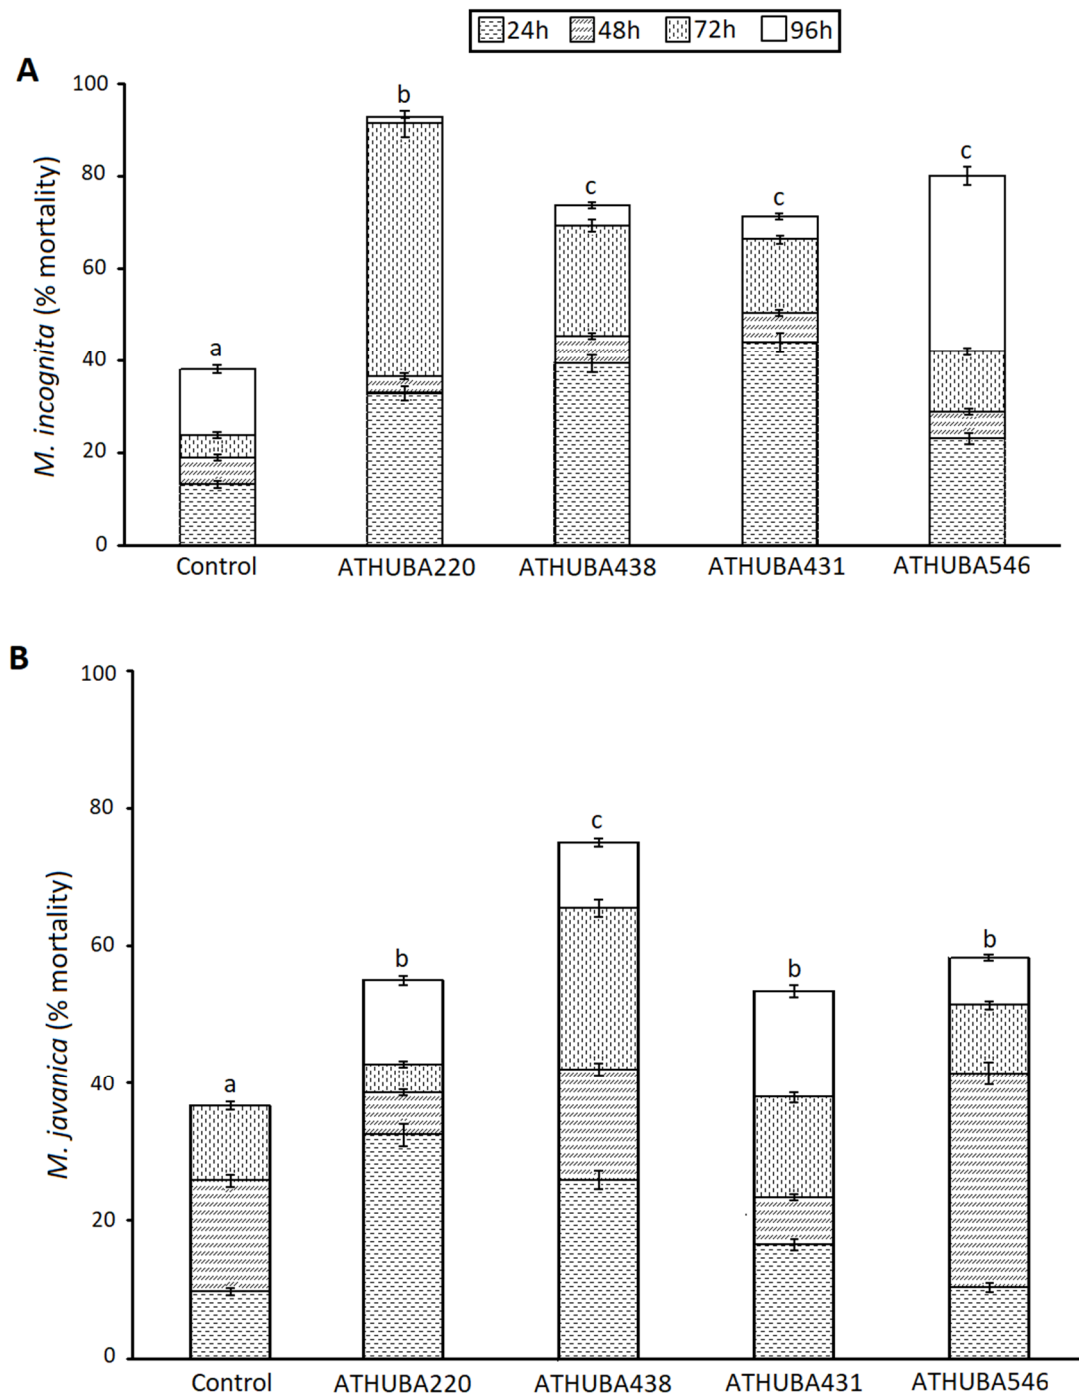 24h 48h 72h 96h
A
M. incognita (% mortality)
100
80
60
40
20
0
a
b
c
c
c
Control ATHUBA220 ATHUBA438 ATHUBA431 ATHUBA546
B
M. javanica (% mortality)
100
80
60
40
20
0
a
b
c
b
b
Control ATHUBA220 ATHUBA438 ATHUBA431 ATHUBA546